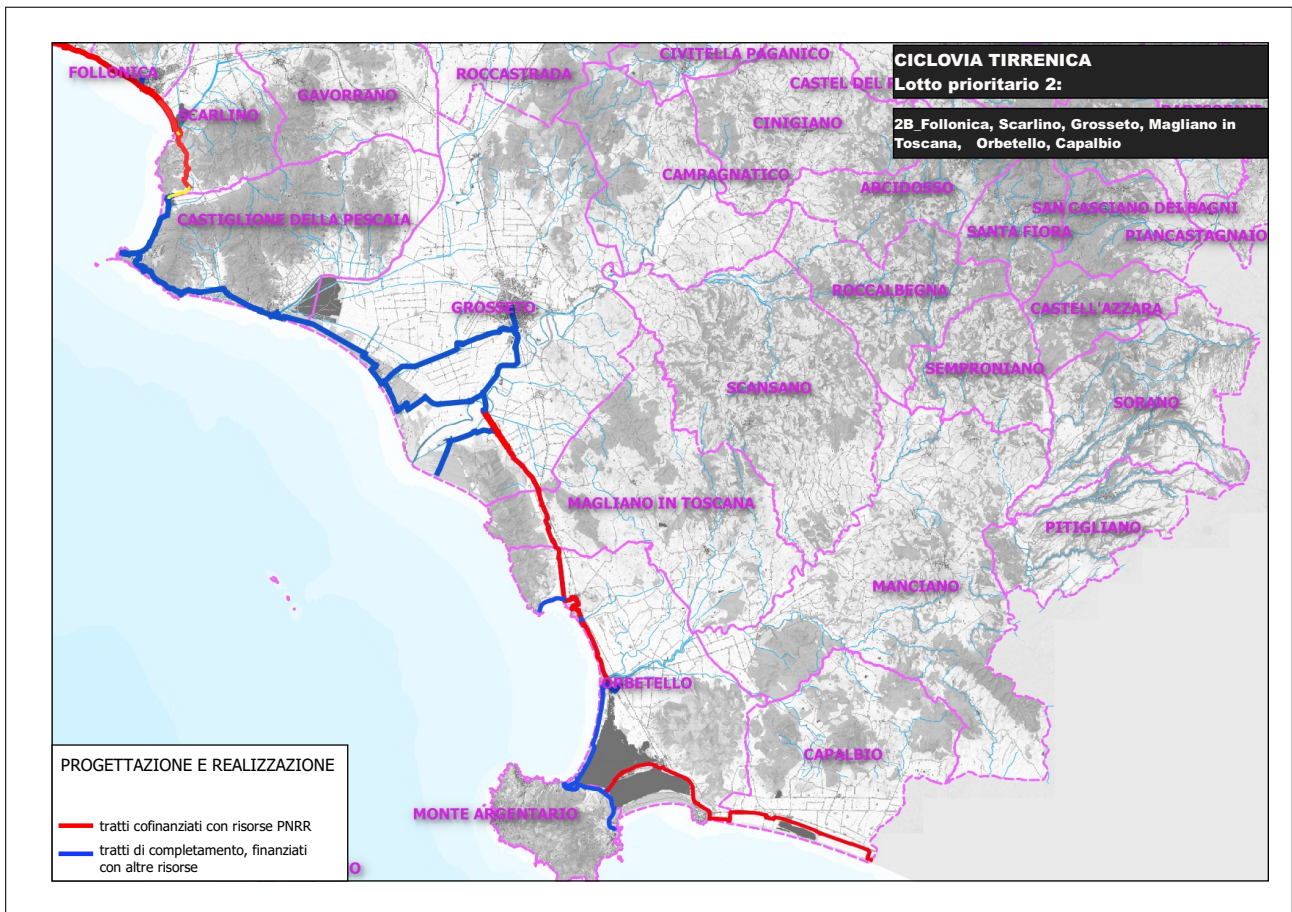 CICLOVIA TIRRENICA
Lotto prioritario 2:
2B_Follonica, Scarlino, Grosseto, Magliano in
Toscana, Orbetello, Capalbio
FOLLONICA
SCARLINO
GAVORRANO
ROCCASTRADA
CIVITELLA PAGANICO
CASTEL DEL
CINIGIANO
CAMPAGNATICO
ARCIDOSSO
SAN CASCIANO DEI BAGNI
SANTA FIORA
PIANCASTAGNAIO
CASTIGLIONE DELLA PESCAIA
GROSSETO
ROCCALBEGNA
CASTELL'AZZARA
SEMPRONIANO
SCANSANO
SORANO
MAGLIANO IN TOSCANA
PITIGLIANO
MANCIANO
ORBETELLO
CAPALBIO
MONTE ARGENTARIO
O
PROGETTAZIONE E REALIZZAZIONE
tratti cofinanziati con risorse PNRR
tratti di completamento, finanziati
con altre risorse